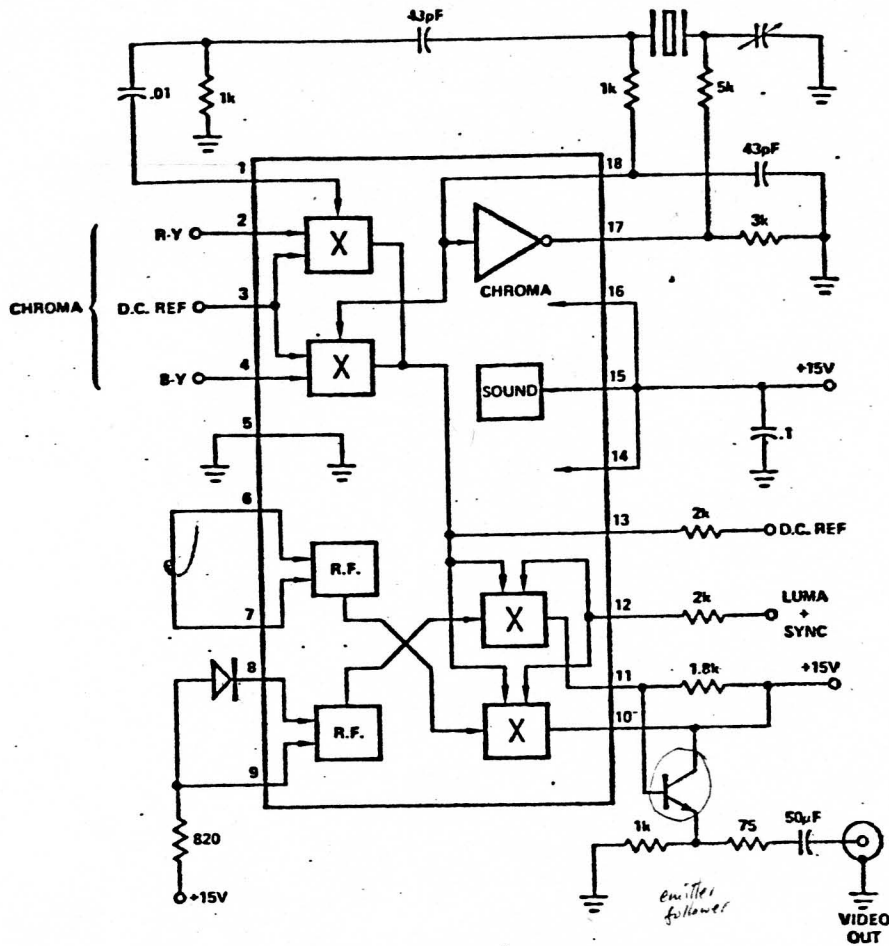 43pF
.01
1k
1k
5k
43pF
1
18
R-Y
2
X
17
3k
CHROMA
3
D.C. REF
CHROMA
16
B-Y
4
X
SOUND
15
+15V
5
14
.1
6
13
2k
D.C. REF
R.F.
7
X
12
2k
LUMA
+
SYNC
8
11
1.8k
+15V
R.F.
X
10
9
820
1k
75
50µF
+15V
emitter
follower
VIDEO
OUT